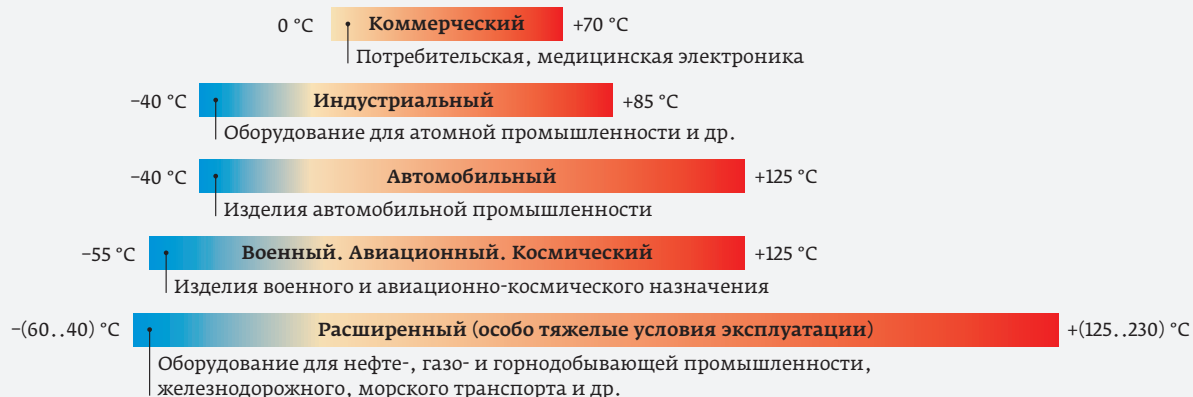 0 °C Коммерческий +70 °C
Потребительская, медицинская электроника
−40 °C Индустриальный +85 °C
Оборудование для атомной промышленности и др.
−40 °C Автомобильный +125 °C
Изделия автомобильной промышленности
−55 °C Военный. Авиационный. Космический +125 °C
Изделия военного и авиационно-космического назначения
−(60..40) °C Расширенный (особо тяжелые условия эксплуатации) +(125..230) °C
Оборудование для нефте-, газо- и горнодобывающей промышленности,
железнодорожного, морского транспорта и др.